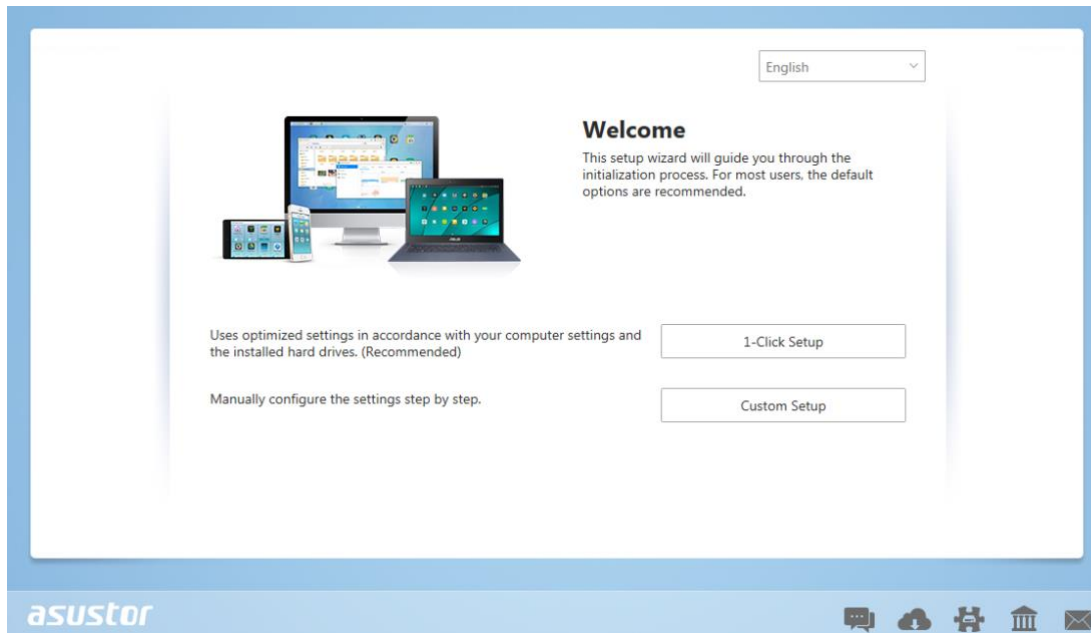 English
Welcome
This setup wizard will guide you through the
initialization process. For most users, the default
options are recommended.
Uses optimized settings in accordance with your computer settings and
the installed hard drives. (Recommended)
1-Click Setup
Manually configure the settings step by step.
Custom Setup
asustor